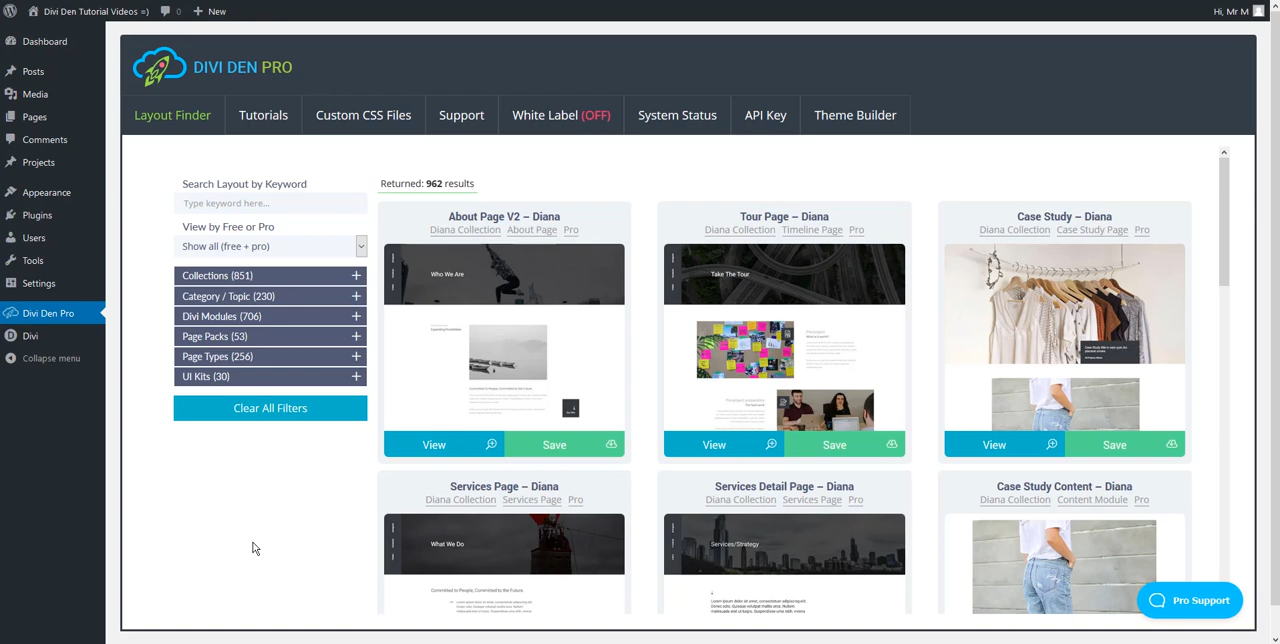 Divi Den Tutorial Videos =) 0 + New Hi, Mr M
Dashboard
Posts
Media
Pages
Comments
Projects
Appearance
Plugins
Users
Tools
Settings
Divi Den Pro
Divi
Collapse menu
DIVI DEN PRO
Layout Finder Tutorials Custom CSS Files Support White Label (OFF) System Status API Key Theme Builder
Search Layout by Keyword
Type keyword here...
View by Free or Pro
Show all (free + pro)
Collections (851) +
Category / Topic (230) +
Divi Modules (706) +
Page Packs (53) +
Page Types (256) +
UI Kits (30) +
Clear All Filters
Returned: 962 results
About Page V2 – Diana
Diana Collection About Page Pro
Who We Are
View Save
Tour Page – Diana
Diana Collection Timeline Page Pro
Take The Tour
View Save
Case Study – Diana
Diana Collection Case Study Page Pro
View Save
Services Page – Diana
Diana Collection Services Page Pro
What We Do
Committed to People, Committed to the Future.
Services Detail Page – Diana
Diana Collection Services Page Pro
Services/Strategy
Case Study Content – Diana
Diana Collection Content Module Pro
Pro Support